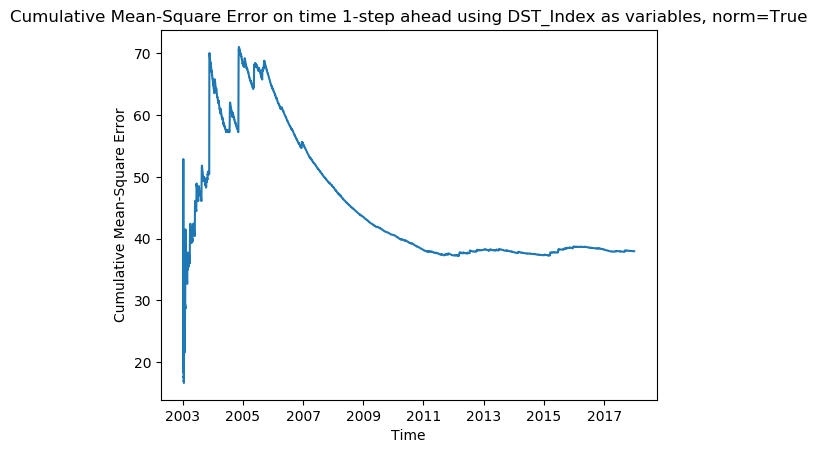 Cumulative Mean-Square Error on time 1-step ahead using DST_Index as variables, norm=True
Cumulative Mean-Square Error
70
60
50
40
30
20
2003 2005 2007 2009 2011 2013 2015 2017
Time